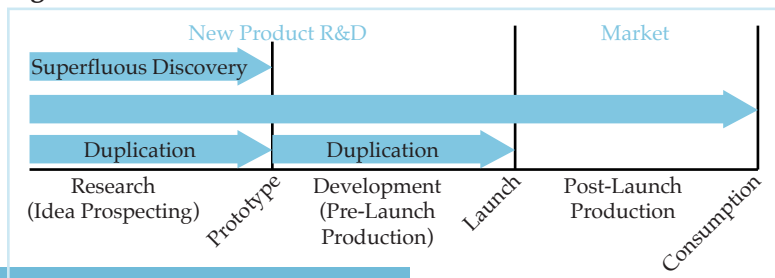 New Product R&D
Market
Superfluous Discovery
Duplication
Duplication
Research
(Idea Prospecting)
Prototype
Development
(Pre-Launch
Production)
Launch
Post-Launch
Production
Consumption